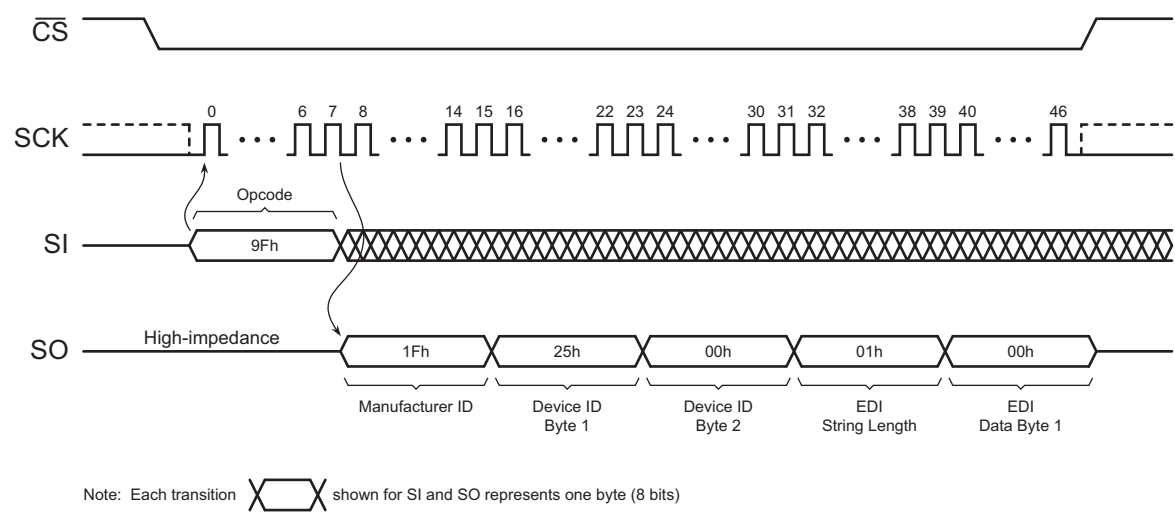 CS
SCK
0 6 7 8 14 15 16 22 23 24 30 31 32 38 39 40 46
Opcode
SI
9Fh
High-impedance
SO
1Fh 25h 00h 01h 00h
Manufacturer ID
Device ID
Byte 1
Device ID
Byte 2
EDI
String Length
EDI
Data Byte 1
Note: Each transition shown for SI and SO represents one byte (8 bits)